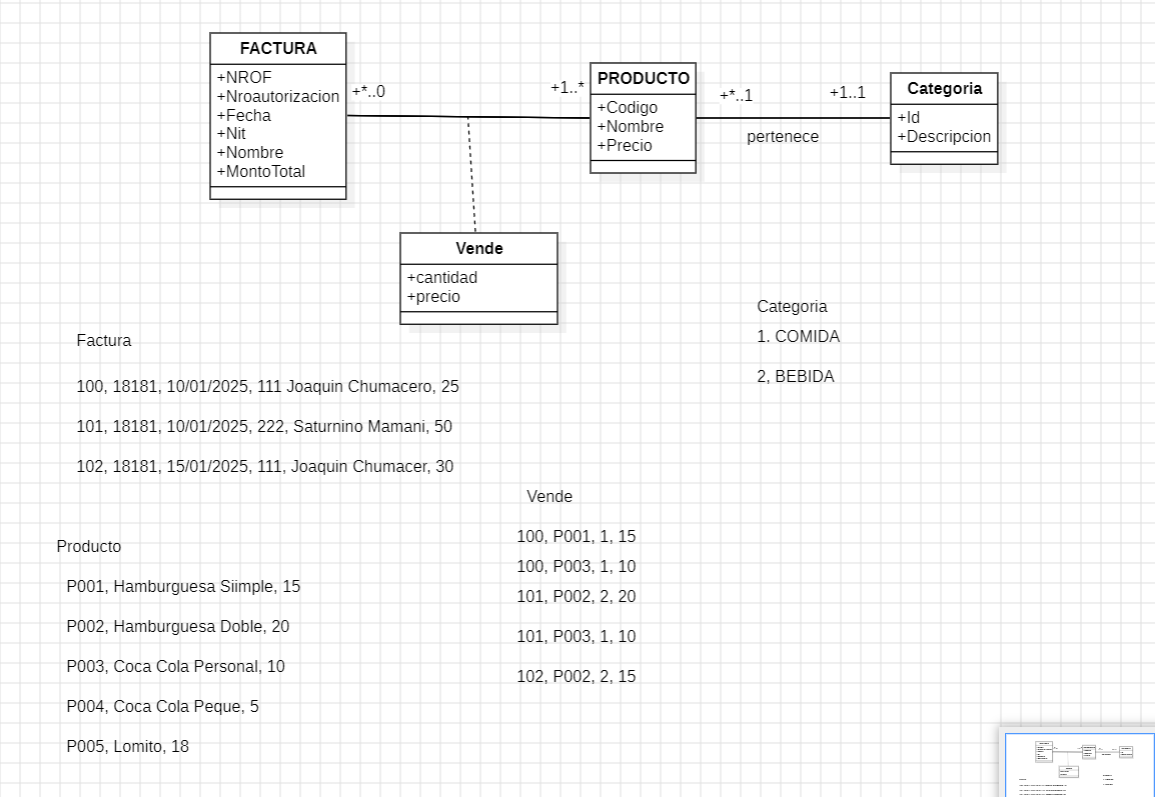 FACTURA
+NROF
+Nroautorizacion
+Fecha
+Nit
+Nombre
+MontoTotal
+*..0
+1..*
PRODUCTO
+Codigo
+Nombre
+Precio
+*..1
+1..1
pertenece
Categoria
+Id
+Descripcion
Vende
+cantidad
+precio
Categoria
1. COMIDA
2, BEBIDA
Factura
100, 18181, 10/01/2025, 111 Joaquin Chumacero, 25
101, 18181, 10/01/2025, 222, Saturnino Mamani, 50
102, 18181, 15/01/2025, 111, Joaquin Chumacer, 30
Vende
100, P001, 1, 15
100, P003, 1, 10
101, P002, 2, 20
101, P003, 1, 10
102, P002, 2, 15
Producto
P001, Hamburguesa Siimple, 15
P002, Hamburguesa Doble, 20
P003, Coca Cola Personal, 10
P004, Coca Cola Peque, 5
P005, Lomito, 18